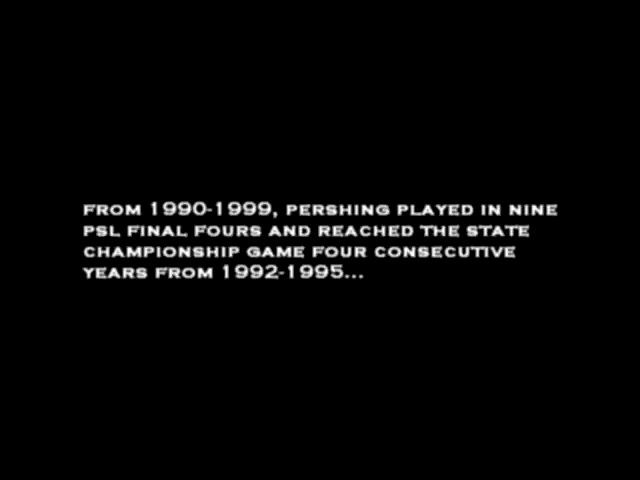 FROM 1990-1999, PERSHING PLAYED IN NINE
PSL FINAL FOURS AND REACHED THE STATE
CHAMPIONSHIP GAME FOUR CONSECUTIVE
YEARS FROM 1992-1995...